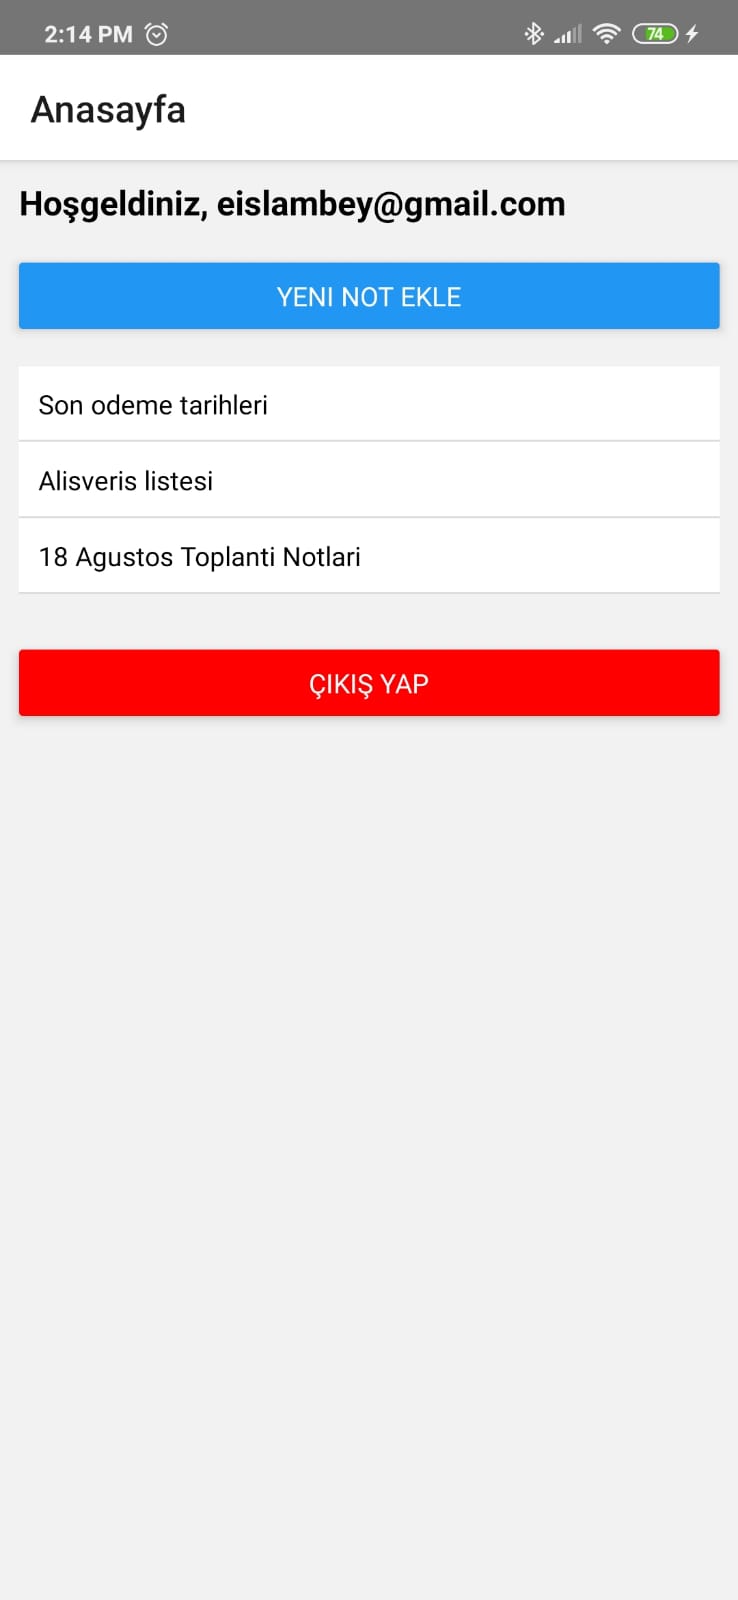 2:14 PM
74
Anasayfa
Hoşgeldiniz, eislambey@gmail.com
YENI NOT EKLE
Son odeme tarihleri
Alisveris listesi
18 Agustos Toplanti Notlari
ÇIKIŞ YAP